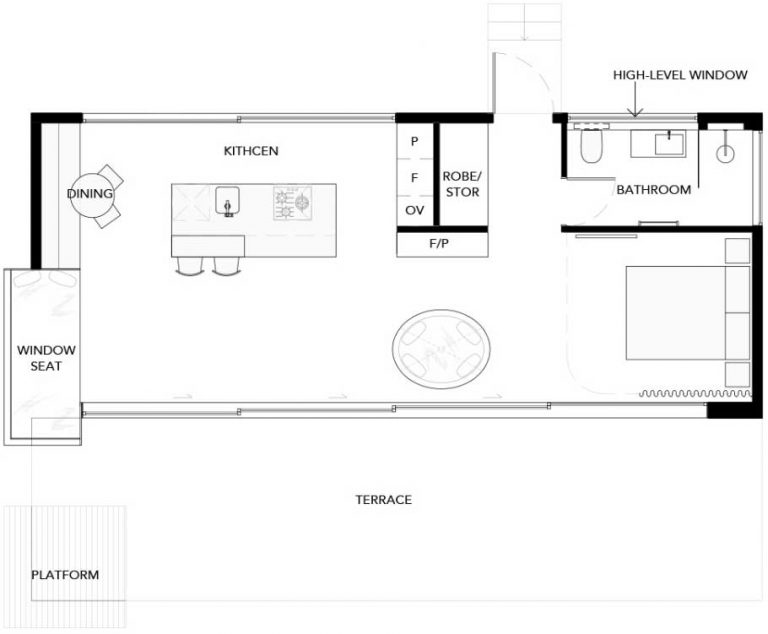 HIGH-LEVEL WINDOW
KITHCEN
P
F
OV
ROBE/
STOR
DINING
BATHROOM
F/P
WINDOW
SEAT
TERRACE
PLATFORM